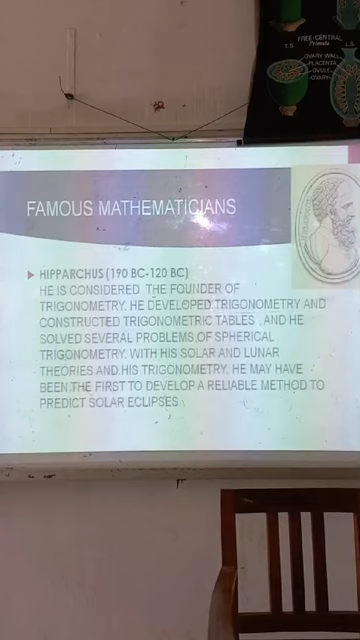 FREE-CENTRAL
Primula
T.S. L.S.
OVARY WALL
PLACENTA
OVULE
OVARY
FAMOUS MATHEMATICIANS
HIPPARCHUS (190 BC-120 BC)
HE IS CONSIDERED THE FOUNDER OF
TRIGONOMETRY. HE DEVELOPED TRIGONOMETRY AND
CONSTRUCTED TRIGONOMETRIC TABLES , AND HE
SOLVED SEVERAL PROBLEMS OF SPHERICAL
TRIGONOMETRY. WITH HIS SOLAR AND LUNAR
THEORIES AND HIS TRIGONOMETRY, HE MAY HAVE
BEEN THE FIRST TO DEVELOP A RELIABLE METHOD TO
PREDICT SOLAR ECLIPSES